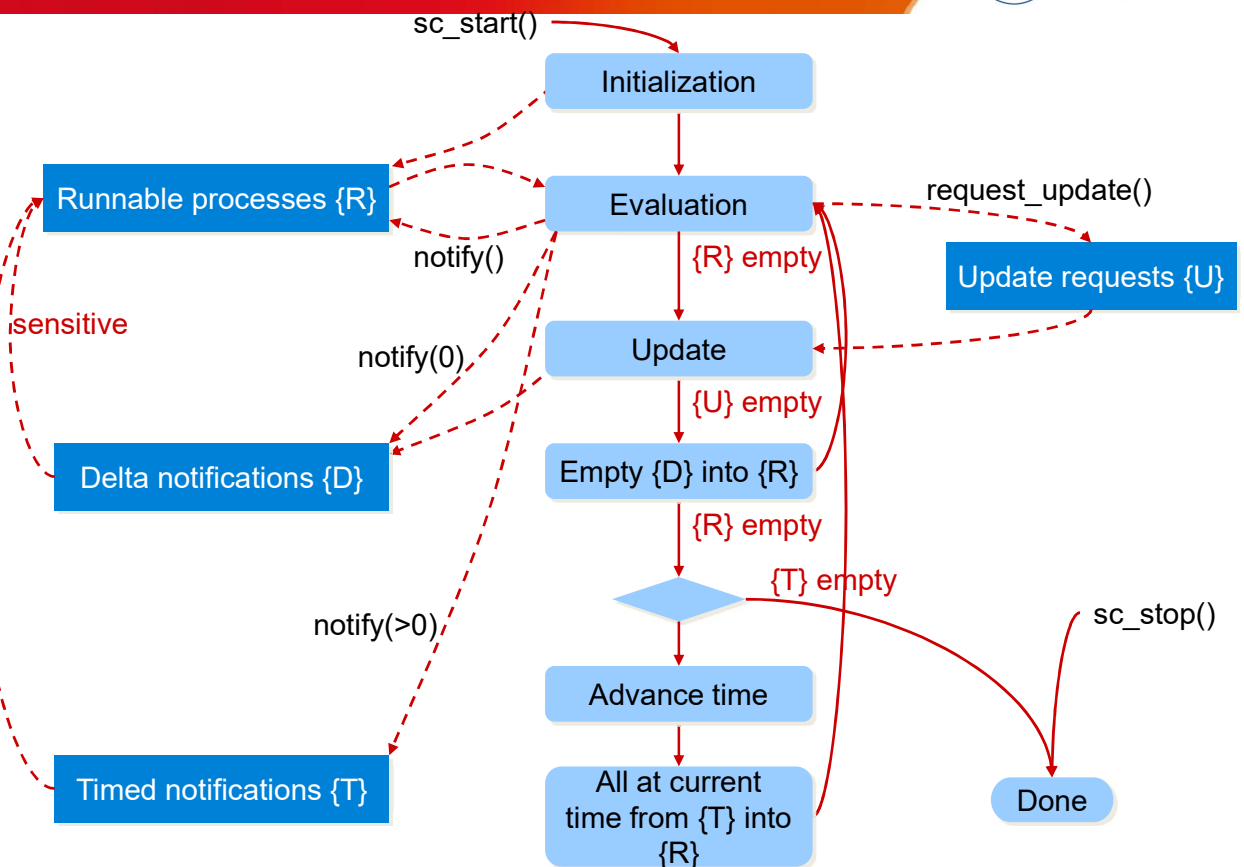 sc_start()
Initialization
Runnable processes {R}
Evaluation
request_update()
notify()
{R} empty
Update requests {U}
sensitive
notify(0)
Update
{U} empty
Delta notifications {D}
Empty {D} into {R}
{R} empty
{T} empty
notify(>0)
sc_stop()
Advance time
Timed notifications {T}
All at current
time from {T} into
{R}
Done